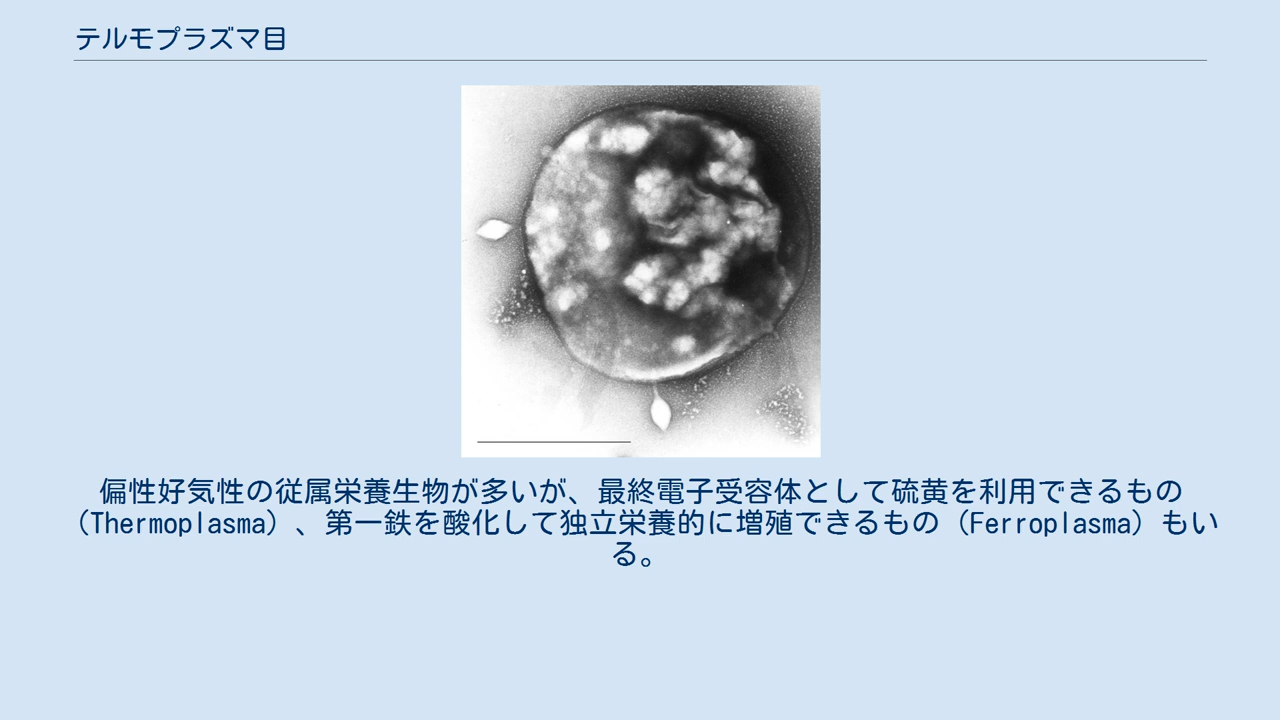 テルモプラズマ目
偏性好気性の従属栄養生物が多いが、最終電子受容体として硫黄を利用できるもの
（Thermoplasma）、第一鉄を酸化して独立栄養的に増殖できるもの（Ferroplasma）もい
る。